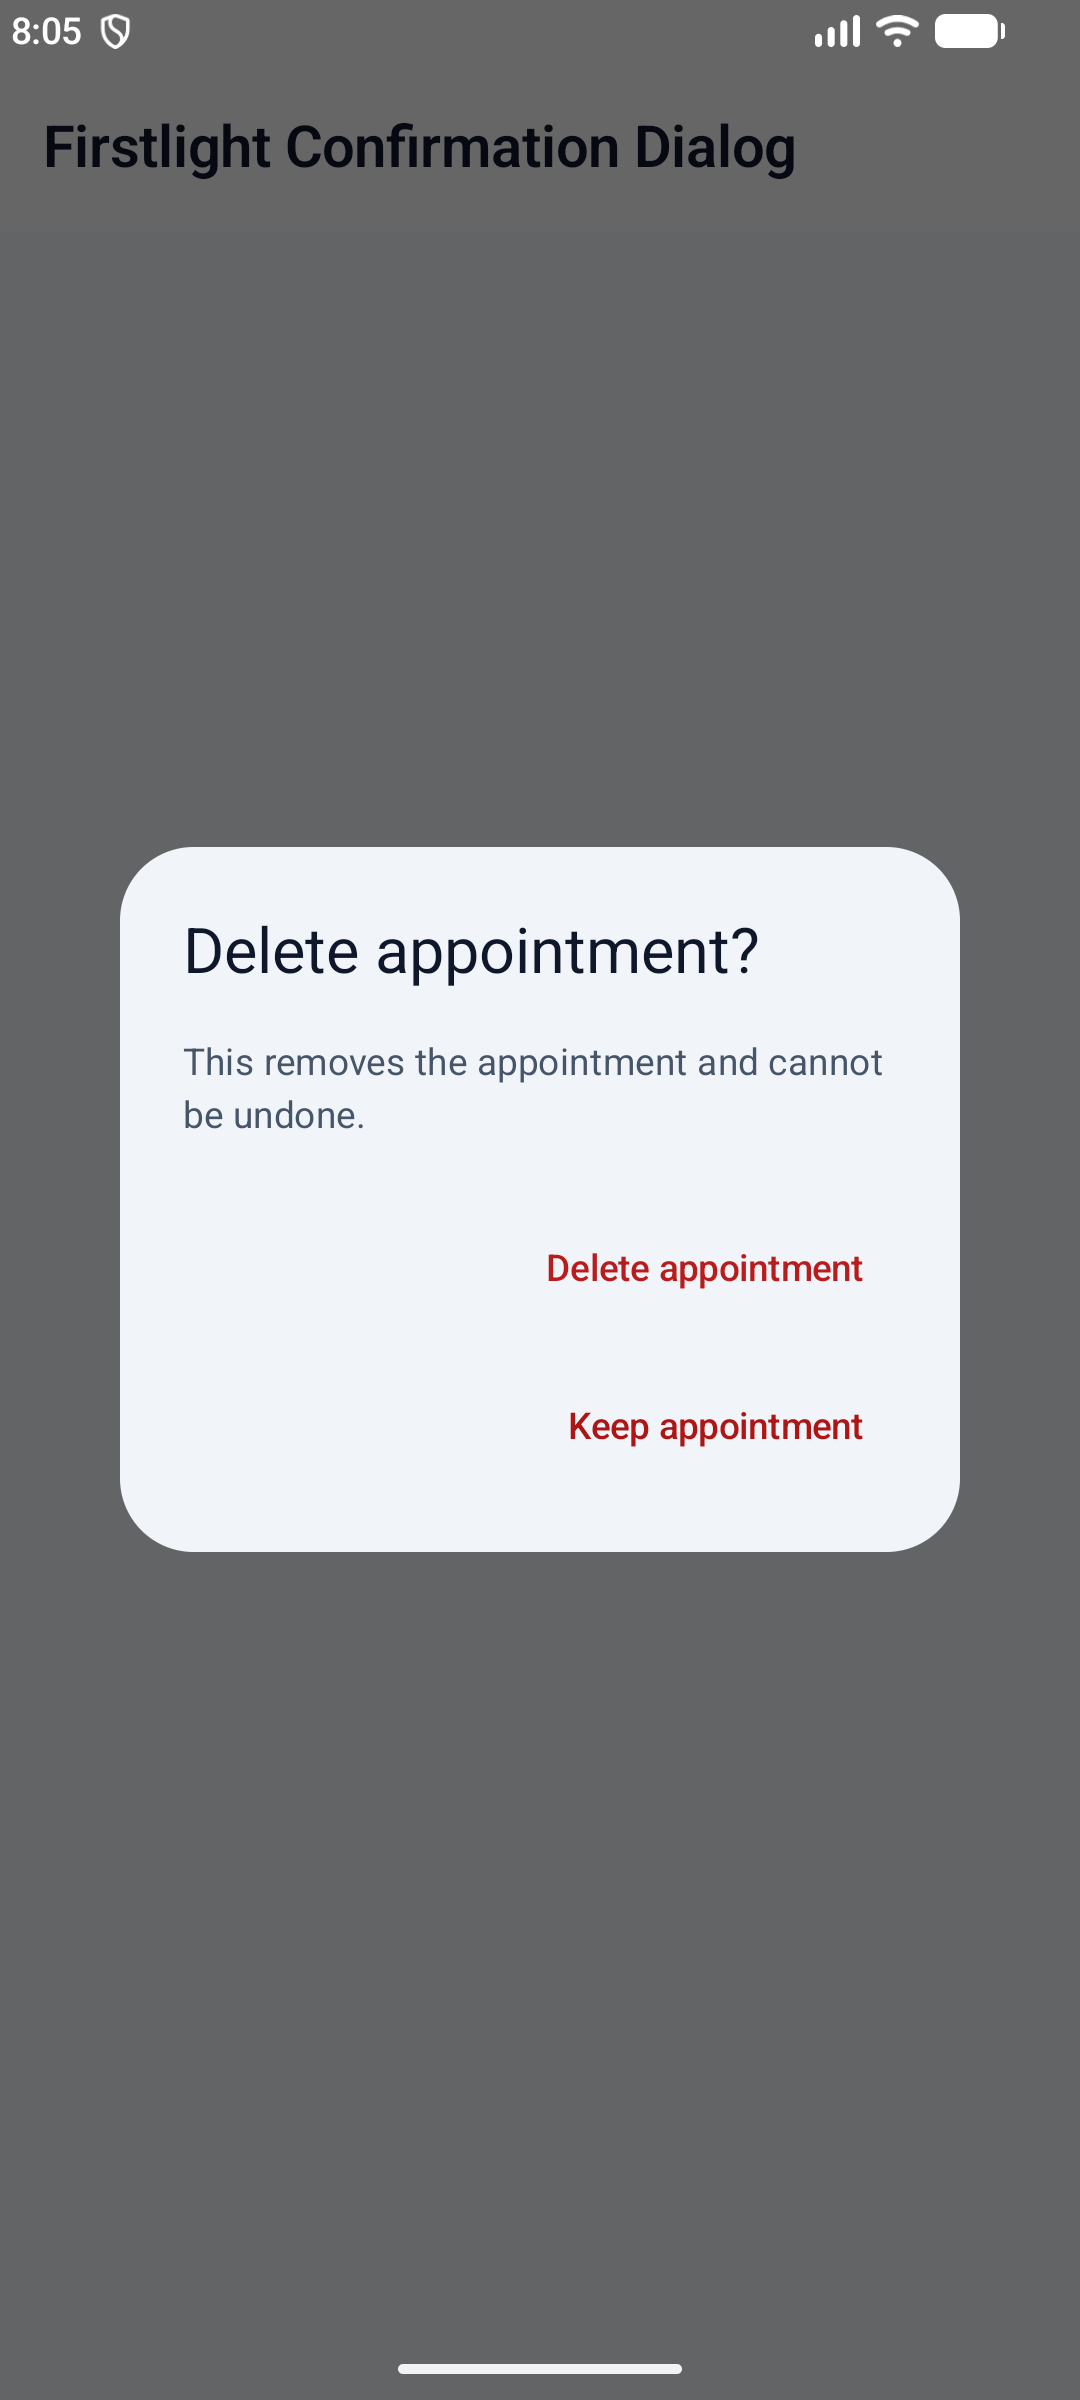 8:05
Firstlight Confirmation Dialog
Delete appointment?
This removes the appointment and cannot
be undone.
Delete appointment
Keep appointment